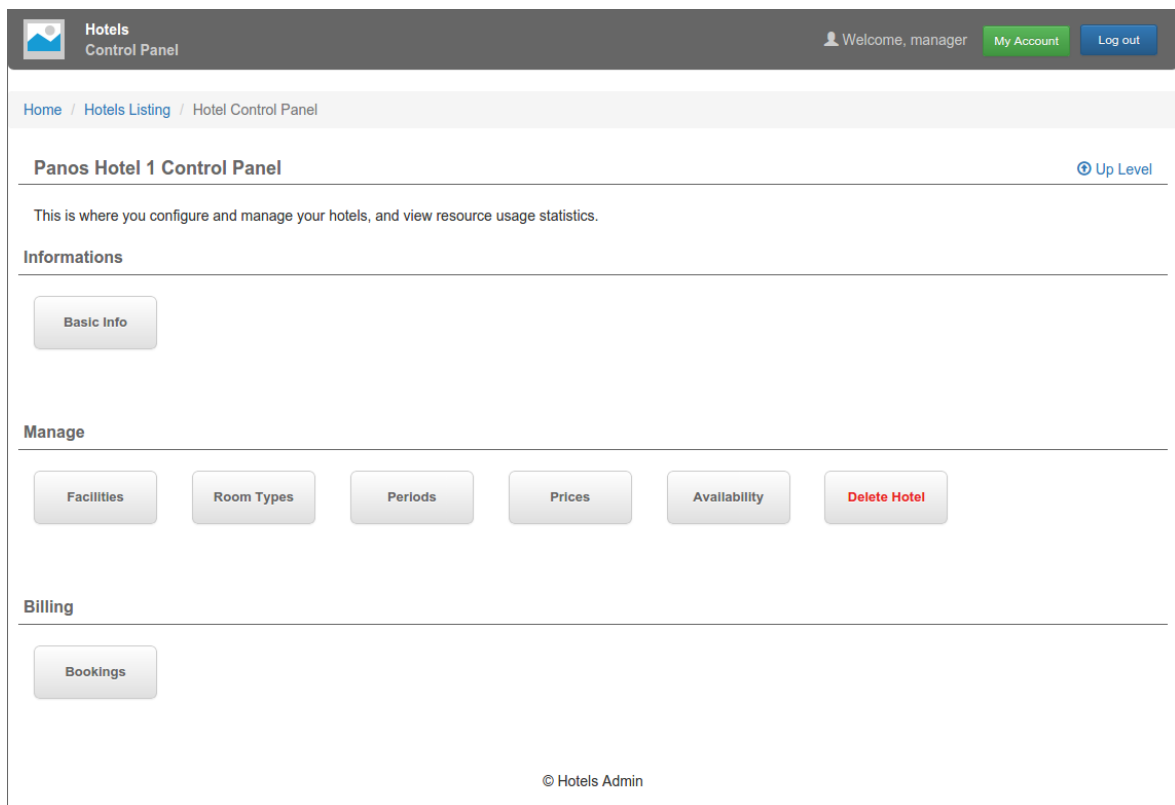 Hotels
Control Panel
Welcome, manager
My Account
Log out
Home / Hotels Listing / Hotel Control Panel
Panos Hotel 1 Control Panel
Up Level
This is where you configure and manage your hotels, and view resource usage statistics.
Informations
Basic Info
Manage
Facilities
Room Types
Periods
Prices
Availability
Delete Hotel
Billing
Bookings
© Hotels Admin